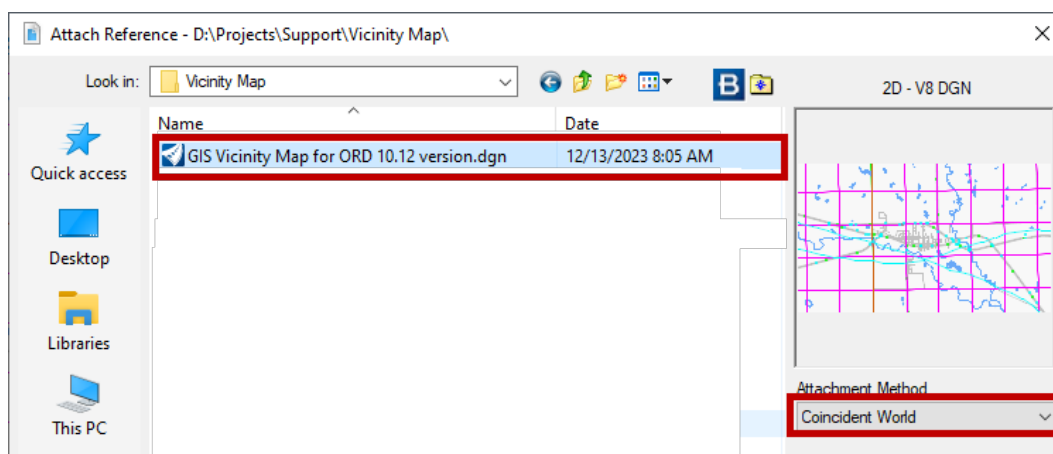 Attach Reference - D:\Projects\Support\Vicinity Map\
Look in: Vicinity Map
B
2D - V8 DGN
Name Date
GIS Vicinity Map for ORD 10.12 version.dgn 12/13/2023 8:05 AM
Quick access
Desktop
Libraries
This PC
Attachment Method
Coincident World